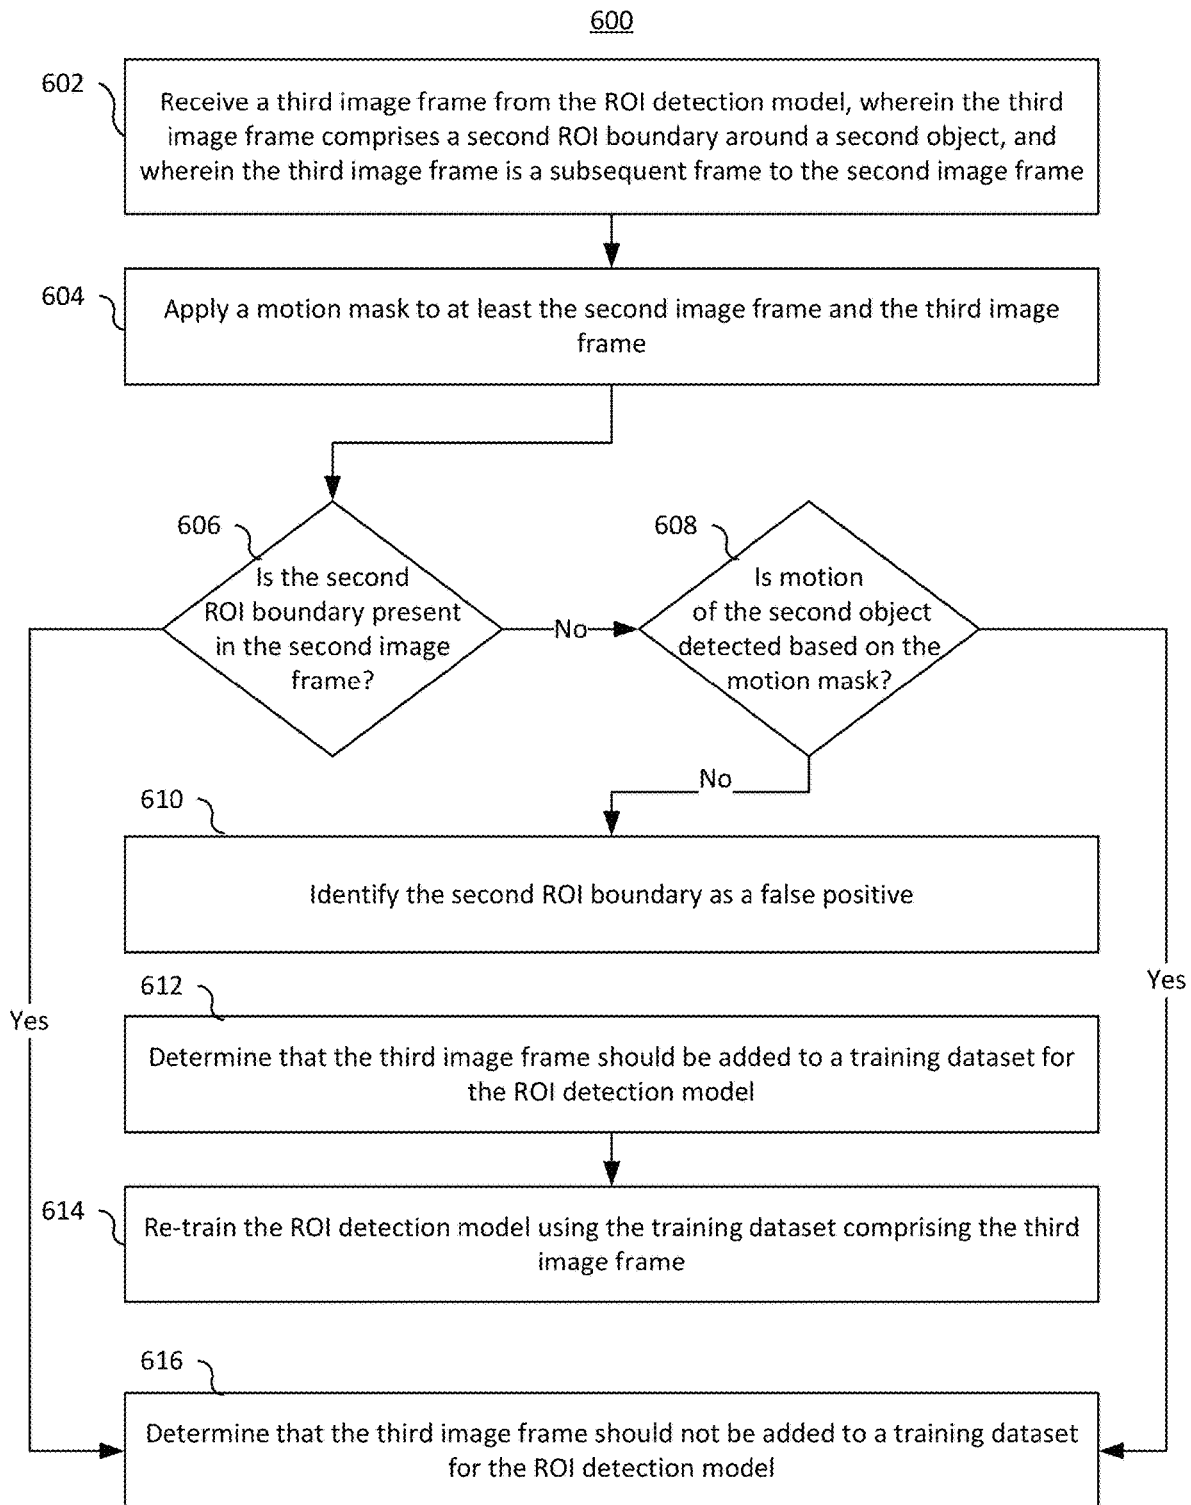 600
602
Receive a third image frame from the ROI detection model, wherein the third
image frame comprises a second ROI boundary around a second object, and
wherein the third image frame is a subsequent frame to the second image frame
604
Apply a motion mask to at least the second image frame and the third image
frame
606
Is the second
ROI boundary present
in the second image
frame?
No
608
Is motion
of the second object
detected based on the
motion mask?
No
610
Identify the second ROI boundary as a false positive
Yes
612
Yes
Determine that the third image frame should be added to a training dataset for
the ROI detection model
614
Re-train the ROI detection model using the training dataset comprising the third
image frame
616
Determine that the third image frame should not be added to a training dataset
for the ROI detection model